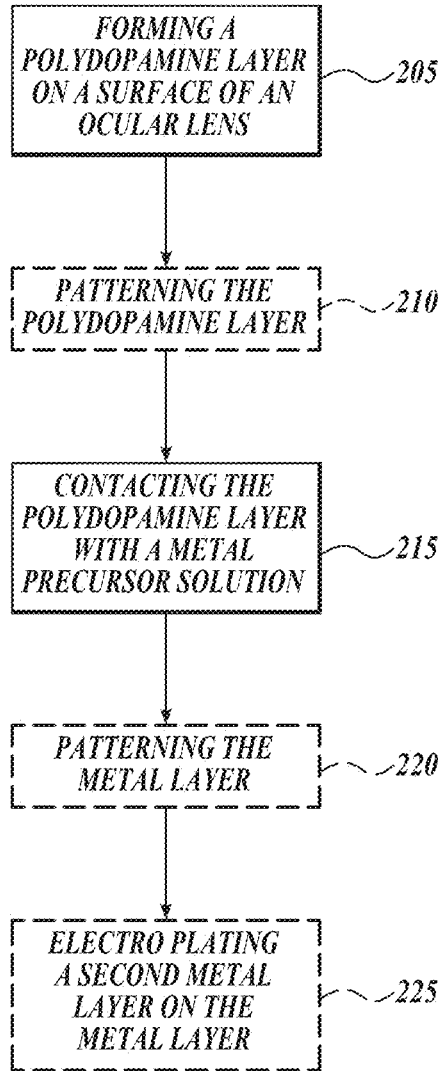 FORMING A
POLYDOPAMINE LAYER
ON A SURFACE OF AN
OCULAR LENS
205
PATTERNING THE
POLYDOPAMINE LAYER
210
CONTACTING THE
POLYDOPAMINE LAYER
WITH A METAL
PRECURSOR SOLUTION
215
PATTERNING THE
METAL LAYER
220
ELECTRO PLATING
A SECOND METAL
LAYER ON THE
METAL LAYER
225